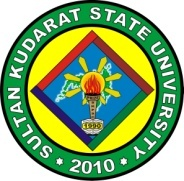 SULTAN KUDARAT STATE UNIVERSITY
1990
• 2010 •